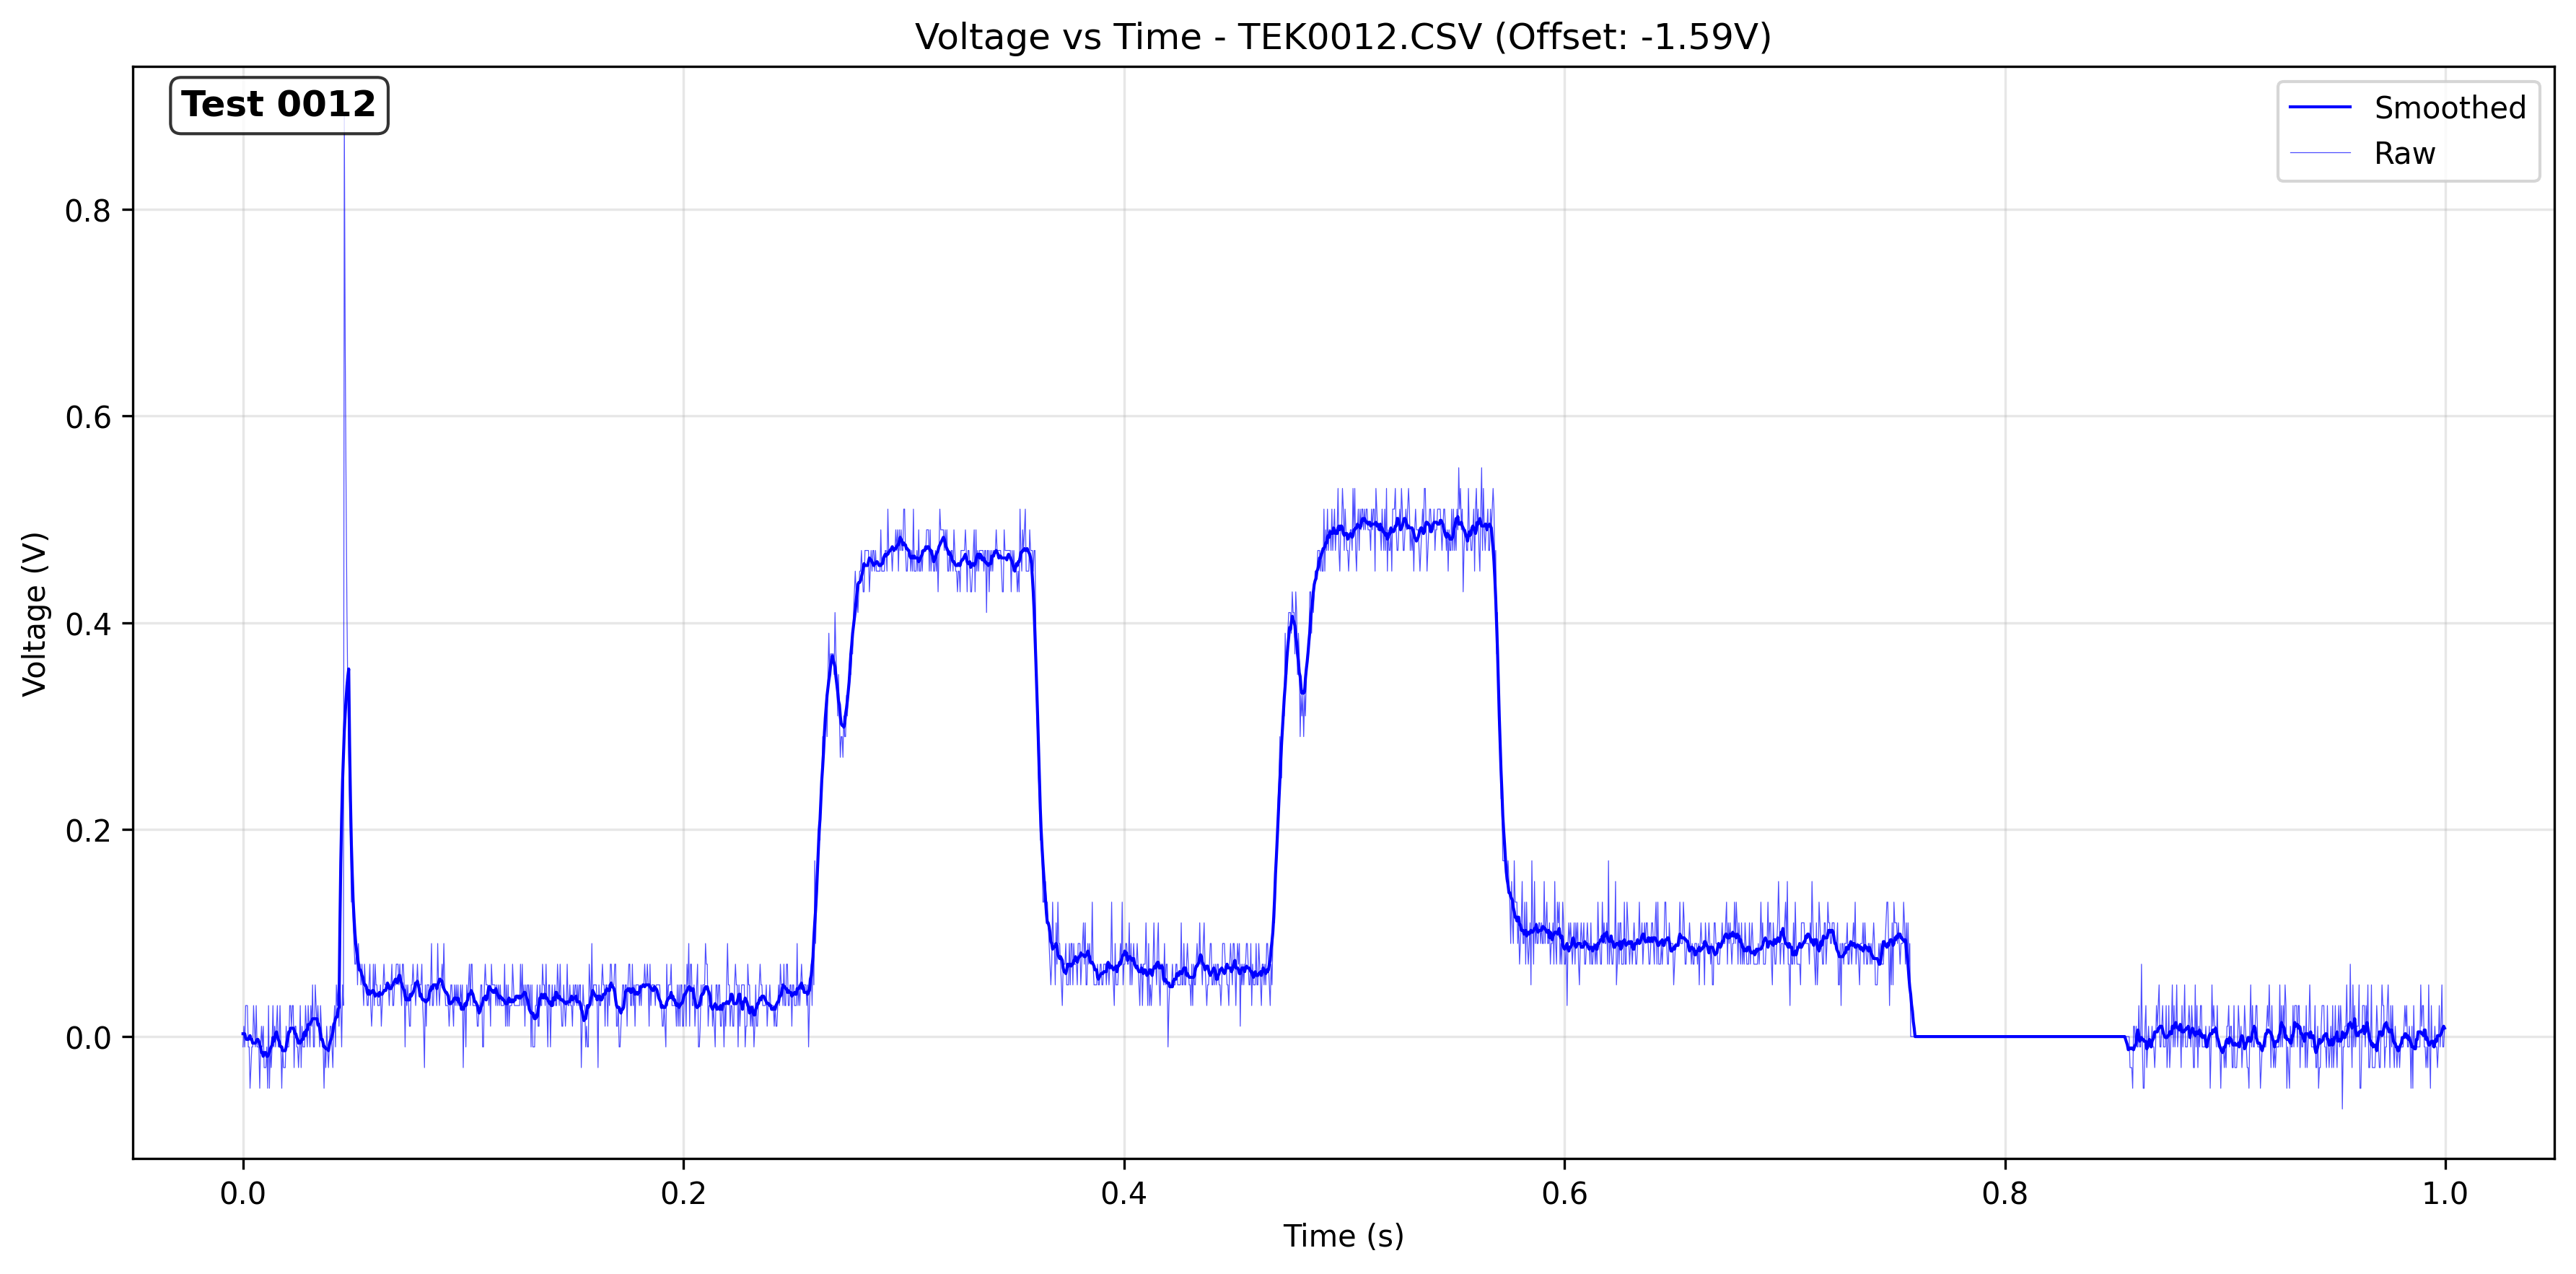 Voltage vs Time - TEK0012.CSV (Offset: -1.59V)
Test 0012
Smoothed
Raw
Voltage (V)
0.8
0.6
0.4
0.2
0.0
0.0 0.2 0.4 0.6 0.8 1.0
Time (s)